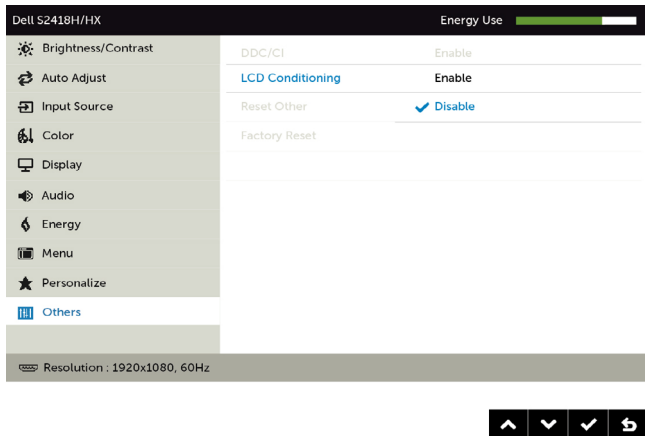 Dell S2418H/HX Energy Use
Brightness/Contrast
Auto Adjust
Input Source
Color
Display
Audio
Energy
Menu
Personalize
Others
DDC/CI Enable
LCD Conditioning Enable
Reset Other Disable
Factory Reset
Resolution : 1920x1080, 60Hz